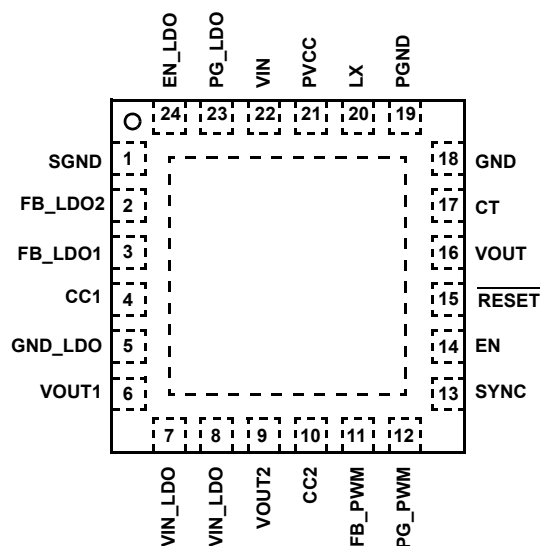 EN_LDO
PG_LDO
VIN
PVCC
LX
PGND
24
23
22
21
20
19
SGND
1
18
GND
FB_LDO2
2
17
CT
FB_LDO1
3
16
VOUT
CC1
4
15
RESET
GND_LDO
5
14
EN
VOUT1
6
13
SYNC
7
8
9
10
11
12
VIN_LDO
VIN_LDO
VOUT2
CC2
FB_PWM
PG_PWM